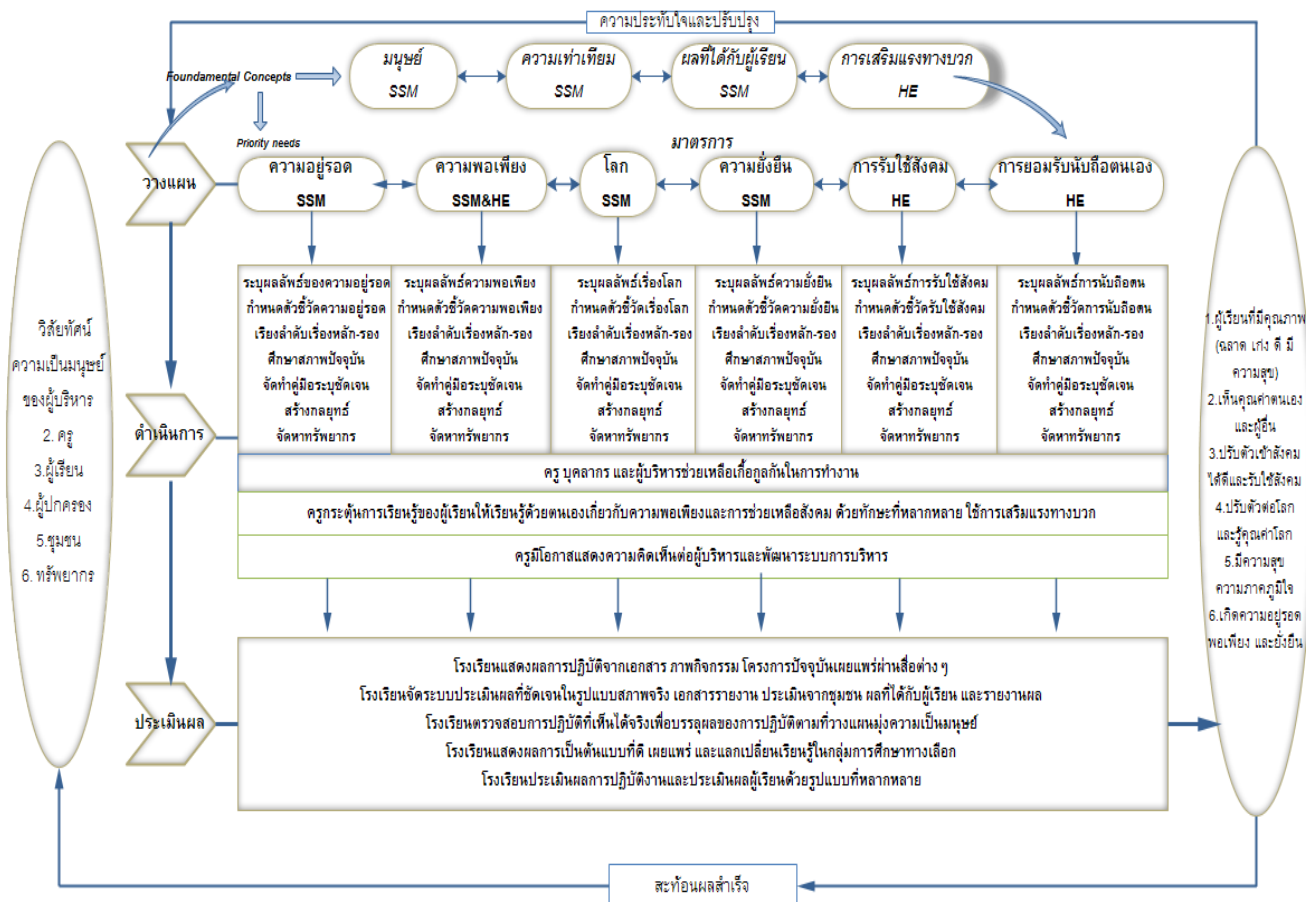 ความประทับใจและปรับปรุง
Foundamental Concepts
มนุษย์
SSM
ความเท่าเทียม
SSM
ผลที่ได้กับผู้เรียน
SSM
การเสริมแรงทางบวก
HE
Priority needs
มาตรการ
วางแผน
ความอยู่รอด
SSM
ความพอเพียง
SSM&HE
โลก
SSM
ความยั่งยืน
SSM
การรับใช้สังคม
HE
การยอมรับนับถือตนเอง
HE
วิสัยทัศน์
ความเป็นมนุษย์
ของผู้บริหาร
2. ครู
3.ผู้เรียน
4.ผู้ปกครอง
5.ชุมชน
6. ทรัพยากร
ดำเนินการ
ระบุผลลัพธ์ของความอยู่รอด
กำหนดตัวชี้วัดความอยู่รอด
เรียงลำดับเรื่องหลัก-รอง
ศึกษาสภาพปัจจุบัน
จัดทำคู่มือระบุชัดเจน
สร้างกลยุทธ์
จัดหาทรัพยากร
ระบุผลลัพธ์ความพอเพียง
กำหนดตัวชี้วัดความพอเพียง
เรียงลำดับเรื่องหลัก-รอง
ศึกษาสภาพปัจจุบัน
จัดทำคู่มือระบุชัดเจน
สร้างกลยุทธ์
จัดหาทรัพยากร
ระบุผลลัพธ์เรื่องโลก
กำหนดตัวชี้วัดเรื่องโลก
เรียงลำดับเรื่องหลัก-รอง
ศึกษาสภาพปัจจุบัน
จัดทำคู่มือระบุชัดเจน
สร้างกลยุทธ์
จัดหาทรัพยากร
ระบุผลลัพธ์ความยั่งยืน
กำหนดตัวชี้วัดความยั่งยืน
เรียงลำดับเรื่องหลัก-รอง
ศึกษาสภาพปัจจุบัน
จัดทำคู่มือระบุชัดเจน
สร้างกลยุทธ์
จัดหาทรัพยากร
ระบุผลลัพธ์การรับใช้สังคม
กำหนดตัวชี้วัดรับใช้สังคม
เรียงลำดับเรื่องหลัก-รอง
ศึกษาสภาพปัจจุบัน
จัดทำคู่มือระบุชัดเจน
สร้างกลยุทธ์
จัดหาทรัพยากร
ระบุผลลัพธ์การนับถือตน
กำหนดตัวชี้วัดการนับถือตน
เรียงลำดับเรื่องหลัก-รอง
ศึกษาสภาพปัจจุบัน
จัดทำคู่มือระบุชัดเจน
สร้างกลยุทธ์
จัดหาทรัพยากร
ครู บุคลากร และผู้บริหารช่วยเหลือเกื้อกูลกันในการทำงาน
ครูกระตุ้นการเรียนรู้ของผู้เรียนให้เรียนรู้ด้วยตนเองเกี่ยวกับความพอเพียงและการช่วยเหลือสังคม ด้วยทักษะที่หลากหลาย ใช้การเสริมแรงทางบวก
ครูมีโอกาสแสดงความคิดเห็นต่อผู้บริหารและพัฒนาระบบการบริหาร
1.ผู้เรียนที่มีคุณภาพ
(ฉลาด เก่ง ดี มี
ความสุข)
2.เห็นคุณค่าตนเอง
และผู้อื่น
3.ปรับตัวเข้าสังคม
ได้ดีและรับใช้สังคม
4.ปรับตัวต่อโลก
และรู้คุณค่าโลก
5.มีความสุข
ความภาคภูมิใจ
6.เกิดความอยู่รอด
พอเพียง และยั่งยืน
ประเมินผล
โรงเรียนแสดงผลการปฏิบัติจากเอกสาร ภาพกิจกรรม โครงการปัจจุบันเผยแพร่ผ่านสื่อต่าง ๆ
โรงเรียนจัดระบบประเมินผลที่ชัดเจนในรูปแบบสภาพจริง เอกสารรายงาน ประเมินจากชุมชน ผลที่ได้กับผู้เรียน และรายงานผล
โรงเรียนตรวจสอบการปฏิบัติที่เห็นได้จริงเพื่อบรรลุผลของการปฏิบัติตามที่วางแผนมุ่งความเป็นมนุษย์
โรงเรียนแสดงผลการเป็นต้นแบบที่ดี เผยแพร่ และแลกเปลี่ยนเรียนรู้ในกลุ่มการศึกษาทางเลือก
โรงเรียนประเมินผลการปฏิบัติงานและประเมินผลผู้เรียนด้วยรูปแบบที่หลากหลาย
สะท้อนผลสำเร็จ